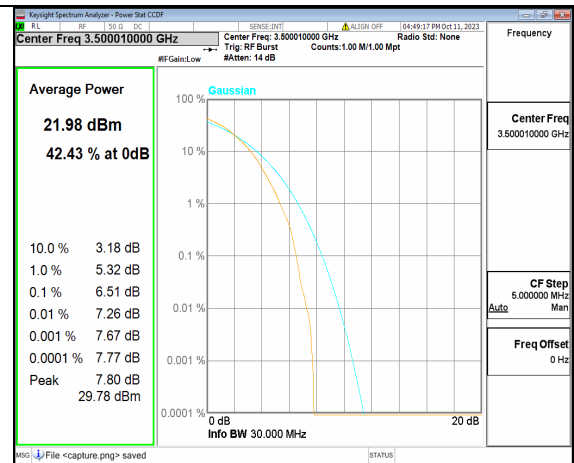 Keysight Spectrum Analyzer - Power Stat CCDF
RL RF 50 Ω DC SENSE:INT ALIGN OFF 04:49:17 PM Oct 11, 2023
Center Freq 3.500010000 GHz
Center Freq: 3.500010000 GHz Radio Std: None
Trig: RF Burst Counts:1.00 M/1.00 Mpt
#IFGain:Low #Atten: 14 dB
Frequency
Average Power
21.98 dBm
42.43 % at 0dB
10.0 % 3.18 dB
1.0 % 5.32 dB
0.1 % 6.51 dB
0.01 % 7.26 dB
0.001 % 7.67 dB
0.0001 % 7.77 dB
Peak 7.80 dB
29.78 dBm
Gaussian
100 %
10 %
1 %
0.1 %
0.01 %
0.001 %
0.0001 %
0 dB 20 dB
Info BW 30.000 MHz
Center Freq
3.500010000 GHz
CF Step
5.000000 MHz
Auto Man
Freq Offset
0 Hz
MSG File <capture.png> saved STATUS